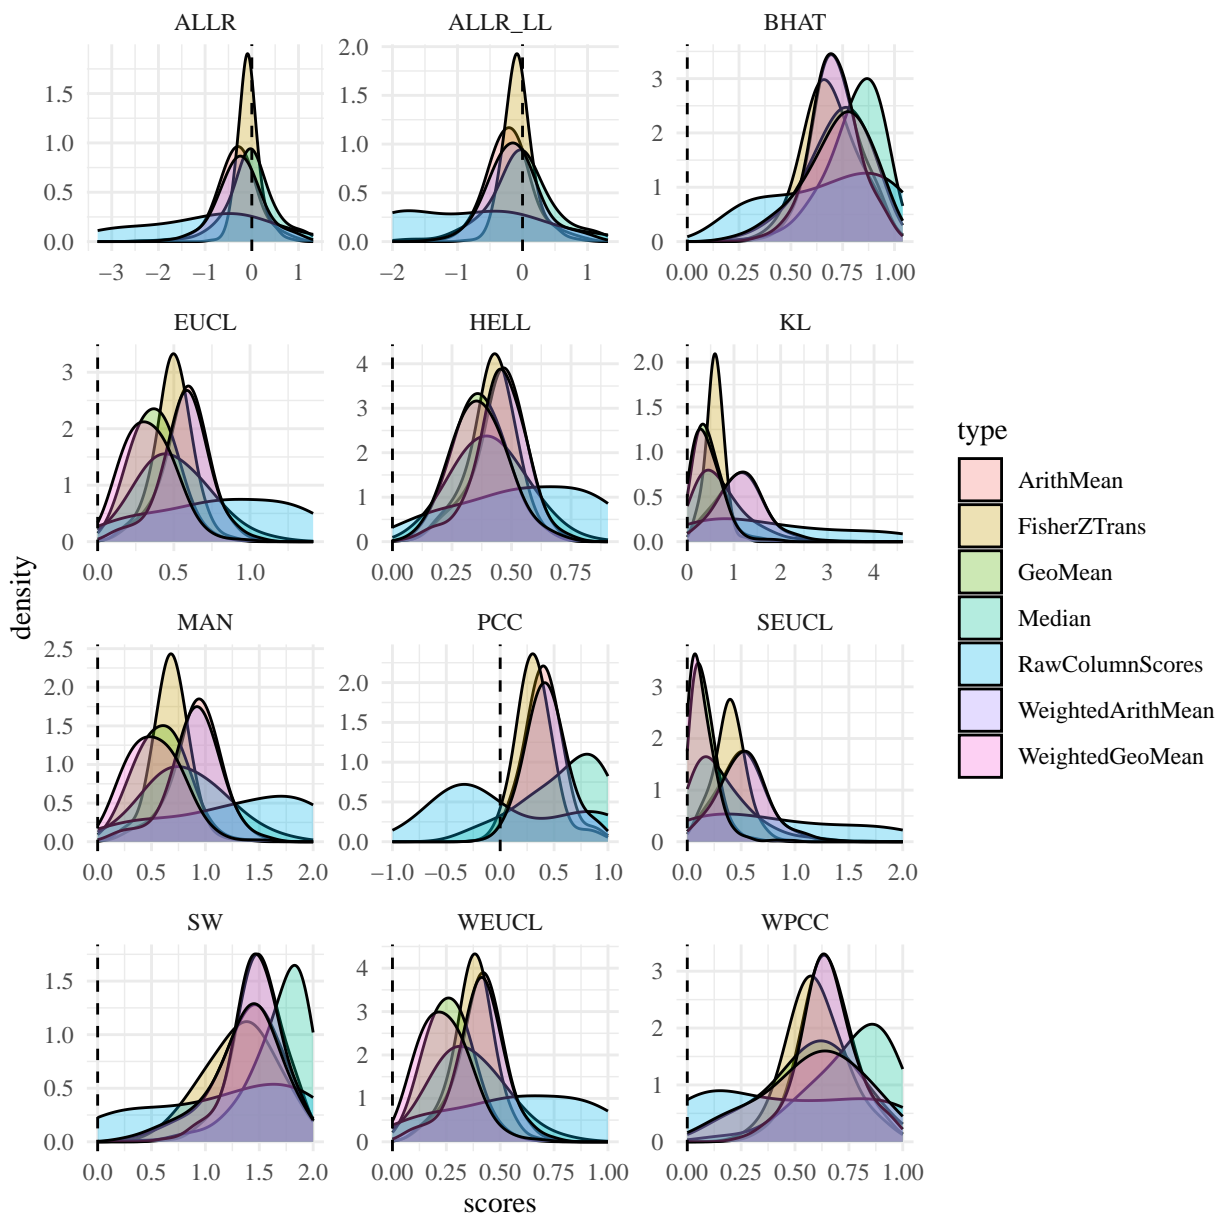 ALLR ALLR_LL BHAT
0.0 0.5 1.0 1.5
−3 −2 −1 0 1
0.0 0.5 1.0 1.5 2.0
−2 −1 0 1
0 1 2 3
0.00 0.25 0.50 0.75 1.00
EUCL HELL KL
0 1 2 3
0.0 0.5 1.0
0 1 2 3 4
0.00 0.25 0.50 0.75
0.0 0.5 1.0 1.5 2.0
0 1 2 3 4
MAN PCC SEUCL
0.0 0.5 1.0 1.5 2.0 2.5
0.0 0.5 1.0 1.5 2.0
0.0 0.5 1.0 1.5 2.0
−1.0 −0.5 0.0 0.5 1.0
0 1 2 3
0.0 0.5 1.0 1.5 2.0
SW WEUCL WPCC
0.0 0.5 1.0 1.5
0.0 0.5 1.0 1.5 2.0
0 1 2 3 4
0.00 0.25 0.50 0.75 1.00
0 1 2 3
0.00 0.25 0.50 0.75 1.00
scores
density
type
ArithMean
FisherZTrans
GeoMean
Median
RawColumnScores
WeightedArithMean
WeightedGeoMean